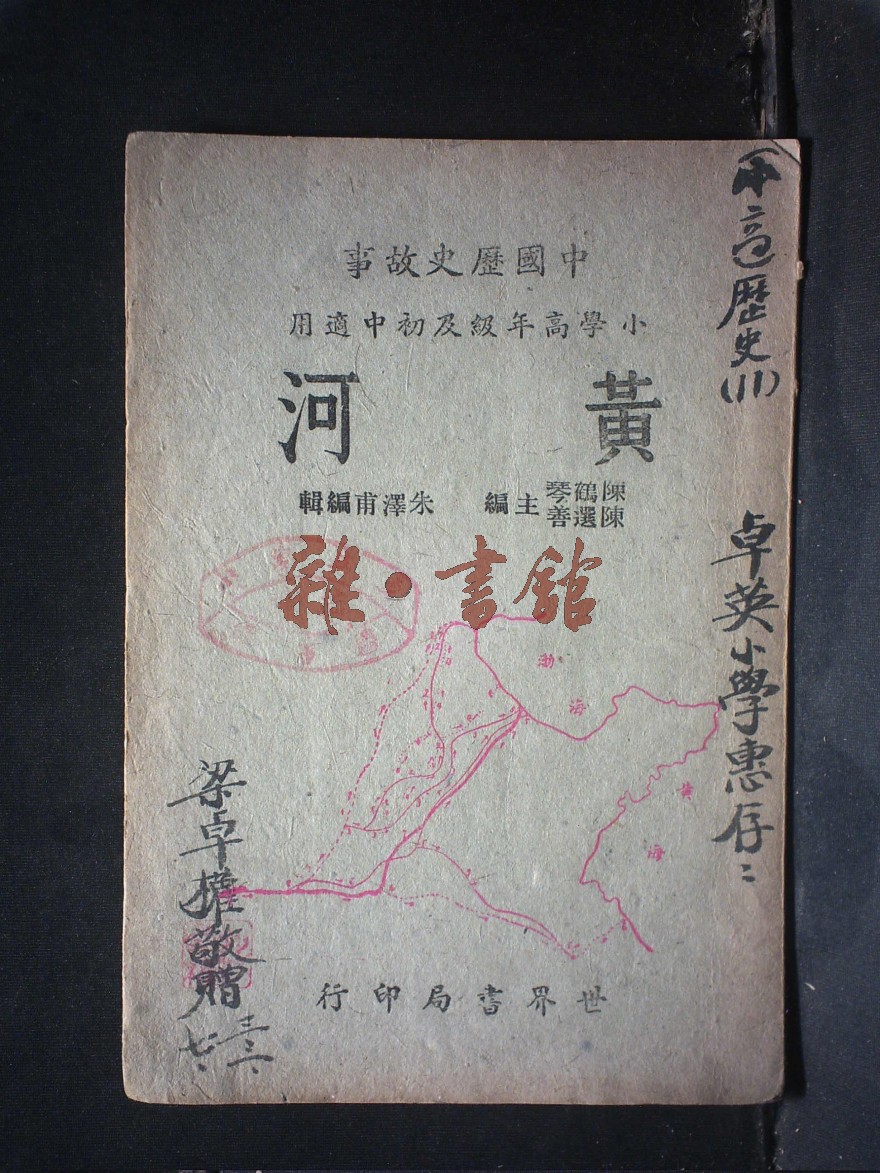 中國歷史故事
小學高年級及初中適用
黃河
陳鶴琴
陳選善
主編
朱澤甫編輯
雜·書館
渤海
黃海
世界書局印行
歷史(11)
卓英小學惠存
梁卓權敬贈